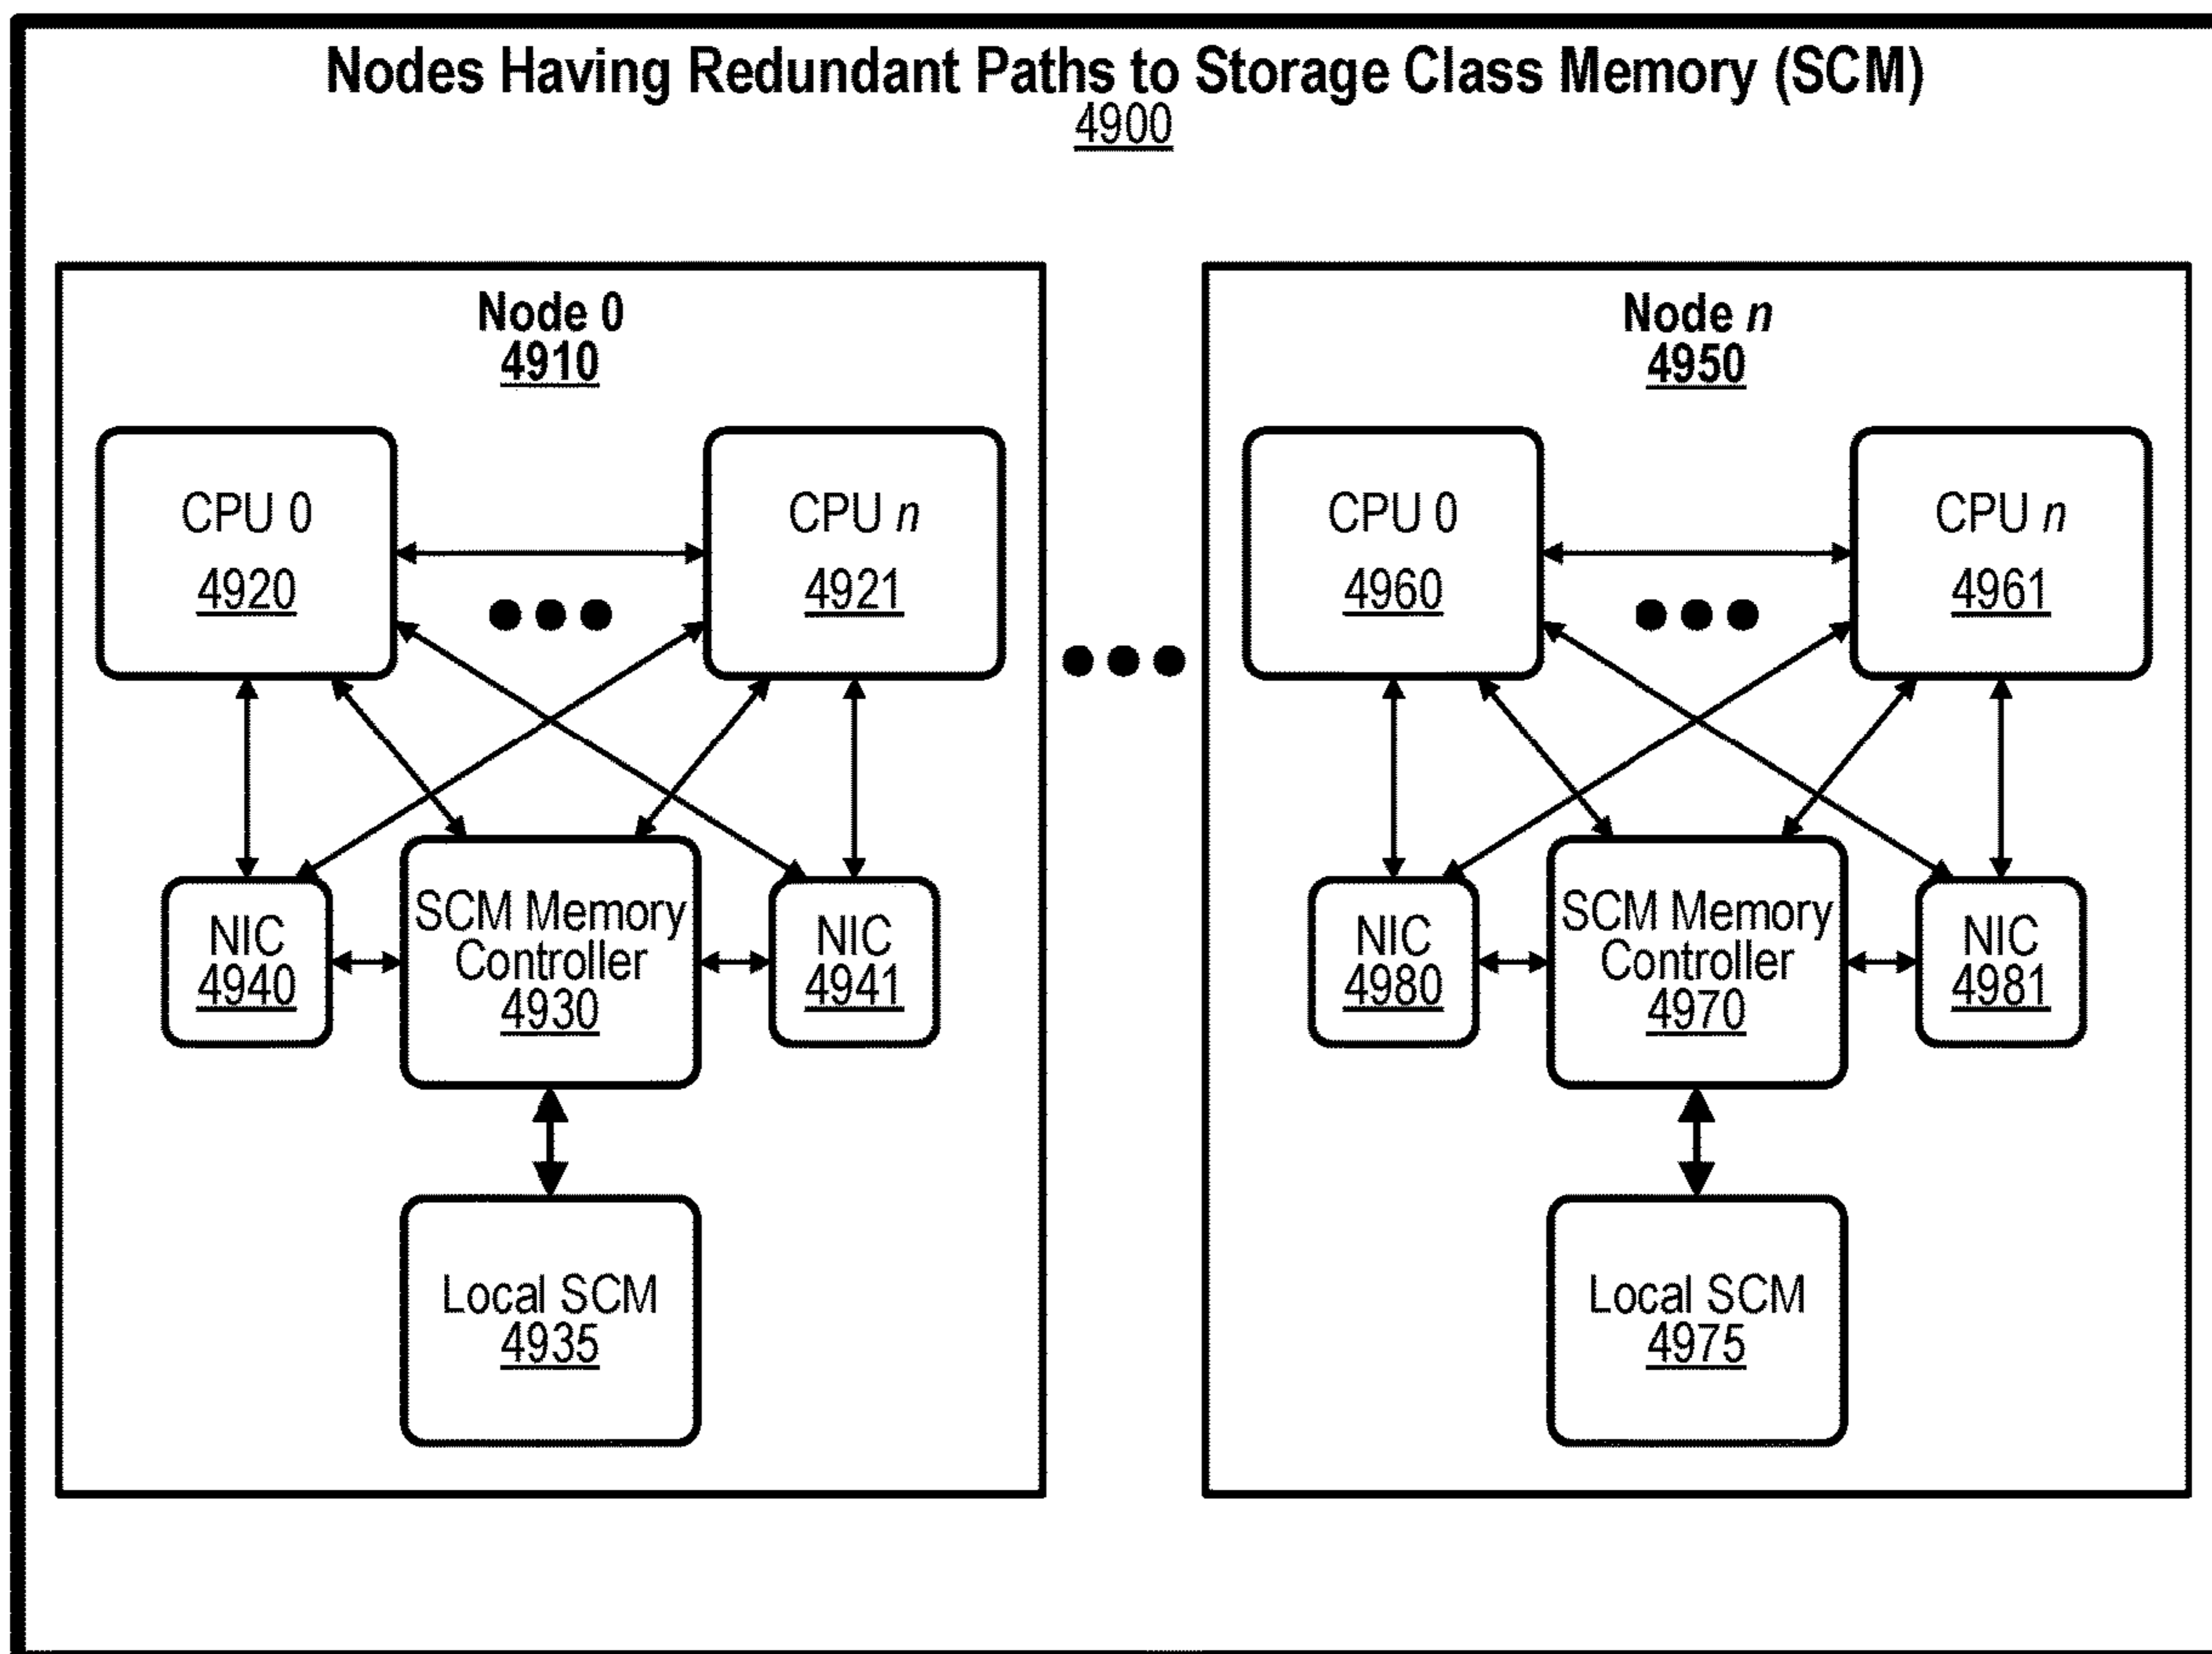 Nodes Having Redundant Paths to Storage Class Memory (SCM)
4900
Node 0
4910
CPU 0
4920
CPU n
4921
NIC
4940
SCM Memory
Controller
4930
NIC
4941
Local SCM
4935
Node n
4950
CPU 0
4960
CPU n
4961
NIC
4980
SCM Memory
Controller
4970
NIC
4981
Local SCM
4975